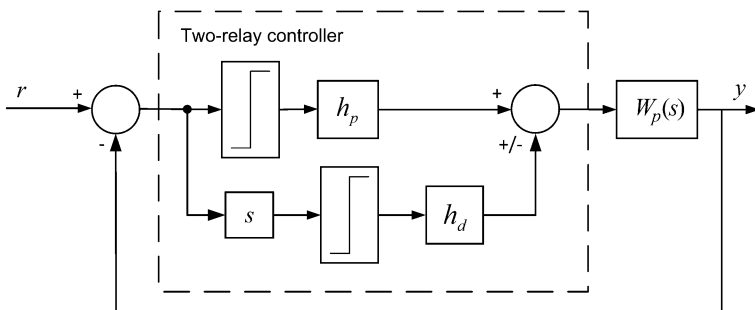 Two-relay controller
r
+
-
h_p
+
+/-
W_p(s)
y
s
h_d